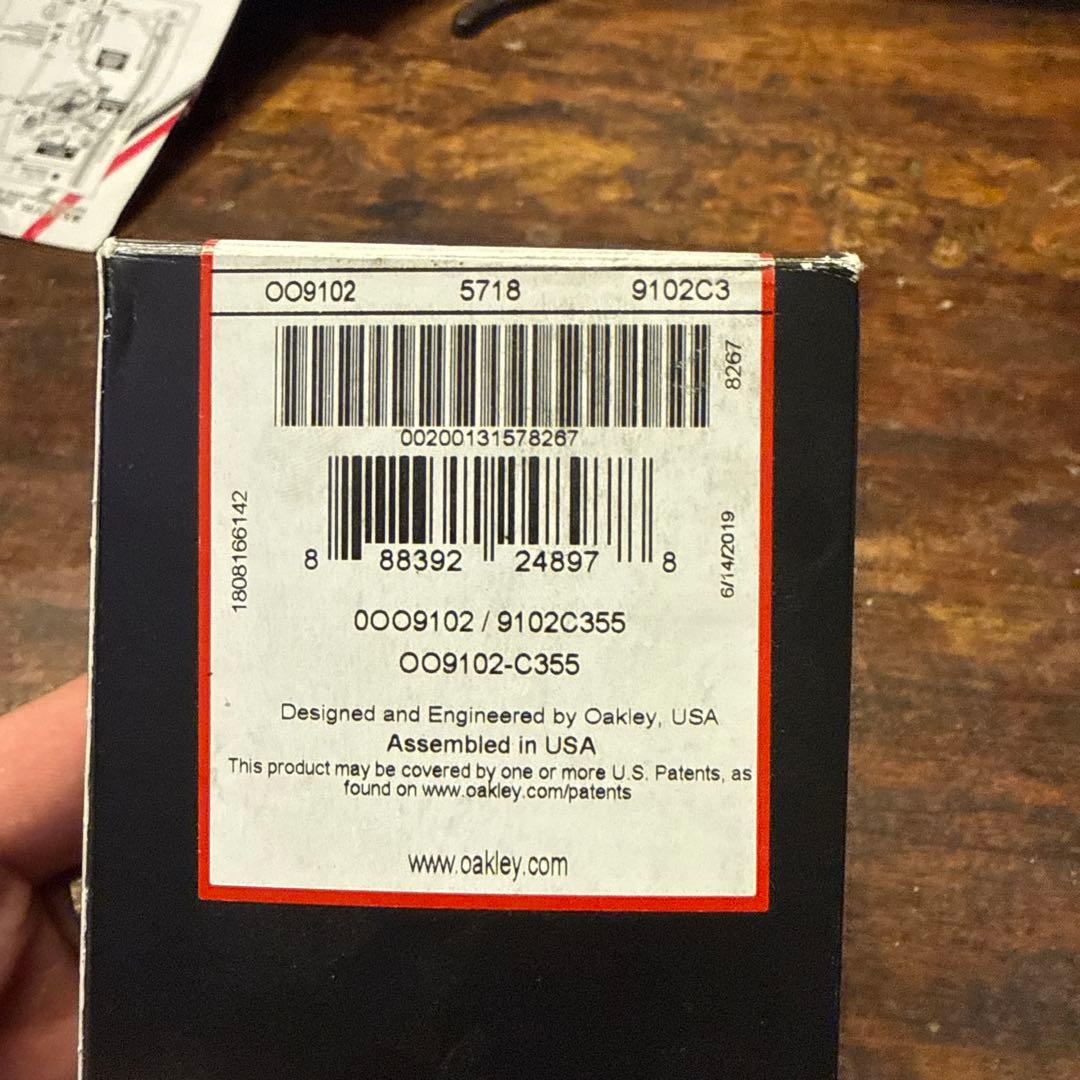 OO9102 5718 9102C3
8267
00200131578267
1808166142
8 88392 24897 8
6/14/2019
0OO9102 / 9102C355
OO9102-C355
Designed and Engineered by Oakley, USA
Assembled in USA
This product may be covered by one or more U.S. Patents, as
found on www.oakley.com/patents
www.oakley.com